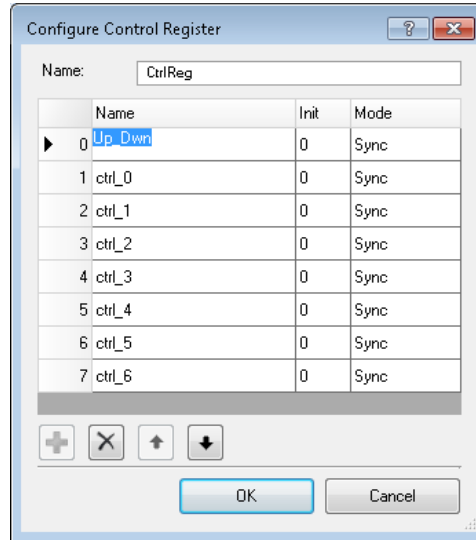 Configure Control Register
Name: CtrlReg
Name Init Mode
0 Up_Dwn 0 Sync
1 ctrl_0 0 Sync
2 ctrl_1 0 Sync
3 ctrl_2 0 Sync
4 ctrl_3 0 Sync
5 ctrl_4 0 Sync
6 ctrl_5 0 Sync
7 ctrl_6 0 Sync
OK Cancel